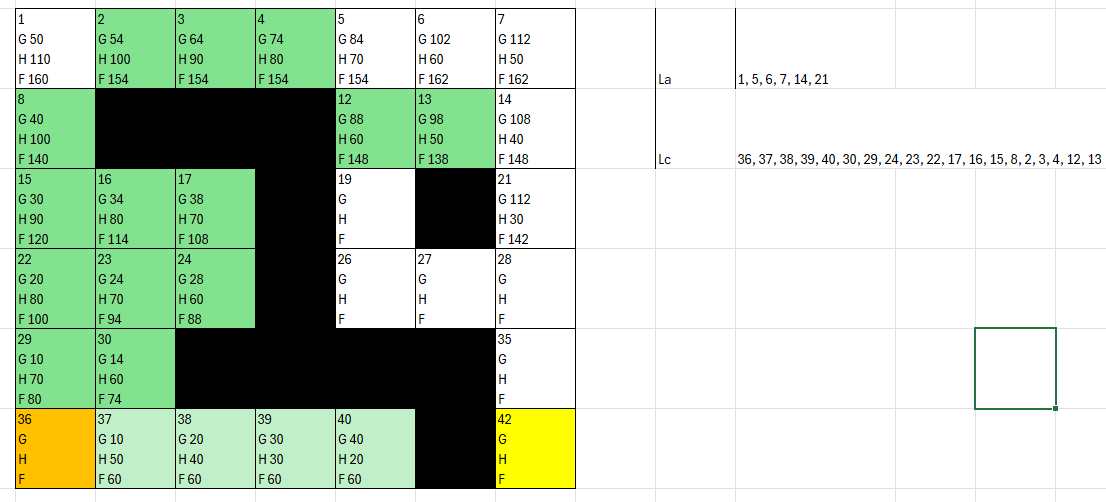 1 2 3 4 5 6 7
G 50 G 54 G 64 G 74 G 84 G 102 G 112
H 110 H 100 H 90 H 80 H 70 H 60 H 50
F 160 F 154 F 154 F 154 F 154 F 162 F 162 La 1, 5, 6, 7, 14, 21
8 12 13 14
G 40 G 88 G 98 G 108
H 100 H 60 H 50 H 40
F 140 F 148 F 138 F 148 Lc 36, 37, 38, 39, 40, 30, 29, 24, 23, 22, 17, 16, 15, 8, 2, 3, 4, 12, 13
15 16 17 19 21
G 30 G 34 G 38 G G 112
H 90 H 80 H 70 H H 30
F 120 F 114 F 108 F F 142
22 23 24 26 27 28
G 20 G 24 G 28 G G G
H 80 H 70 H 60 H H H
F 100 F 94 F 88 F F F
29 30 35
G 10 G 14 G
H 70 H 60 H
F 80 F 74 F
36 37 38 39 40 42
G G 10 G 20 G 30 G 40 G
H H 50 H 40 H 30 H 20 H
F F 60 F 60 F 60 F 60 F